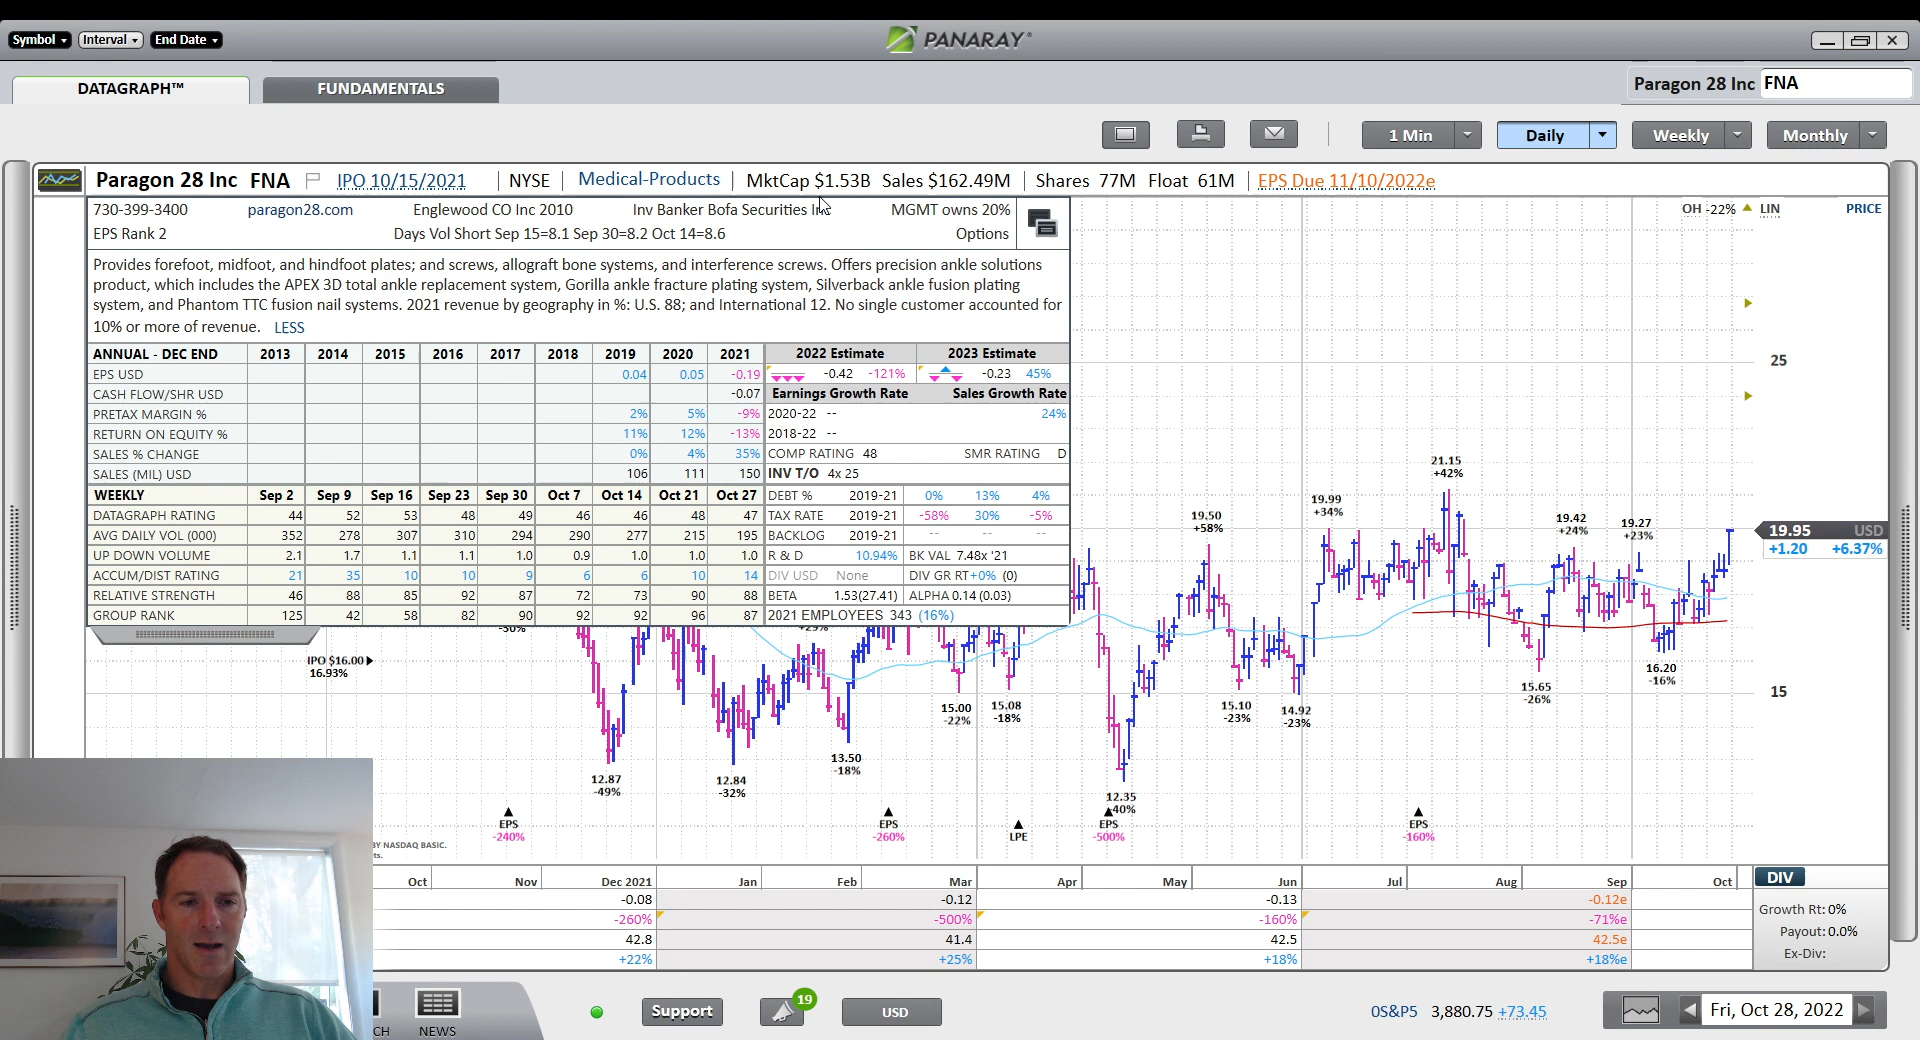 Symbol Interval End Date
PANARAY
DATAGRAPH™ FUNDAMENTALS
Paragon 28 Inc FNA
1 Min Daily Weekly Monthly
Paragon 28 Inc FNA IPO 10/15/2021 NYSE Medical-Products MktCap $1.53B Sales $162.49M Shares 77M Float 61M EPS Due 11/10/2022e
730-399-3400 paragon28.com Englewood CO Inc 2010 Inv Banker Bofa Securities Inc MGMT owns 20%
EPS Rank 2 Days Vol Short Sep 15=8.1 Sep 30=8.2 Oct 14=8.6 Options
OH -22% LIN PRICE
Provides forefoot, midfoot, and hindfoot plates; and screws, allograft bone systems, and interference screws. Offers precision ankle solutions
product, which includes the APEX 3D total ankle replacement system, Gorilla ankle fracture plating system, Silverback ankle fusion plating
system, and Phantom TTC fusion nail systems. 2021 revenue by geography in %: U.S. 88; and International 12. No single customer accounted for
10% or more of revenue. LESS
ANNUAL - DEC END 2013 2014 2015 2016 2017 2018 2019 2020 2021 2022 Estimate 2023 Estimate
EPS USD 0.04 0.05 -0.19 -0.42 -121% -0.23 45%
CASH FLOW/SHR USD -0.07 Earnings Growth Rate Sales Growth Rate
PRETAX MARGIN % 2% 5% -9% 2020-22 -- 24%
RETURN ON EQUITY % 11% 12% -13% 2018-22 --
SALES % CHANGE 0% 4% 35% COMP RATING 48 SMR RATING D
SALES (MIL) USD 106 111 150 INV T/O 4x 25
WEEKLY Sep 2 Sep 9 Sep 16 Sep 23 Sep 30 Oct 7 Oct 14 Oct 21 Oct 27 DEBT % 2019-21 0% 13% 4%
DATAGRAPH RATING 44 52 53 48 49 46 46 48 47 TAX RATE 2019-21 -58% 30% -5%
AVG DAILY VOL (000) 352 278 307 310 294 290 277 215 195 BACKLOG 2019-21 -- -- --
UP DOWN VOLUME 2.1 1.7 1.1 1.1 1.0 0.9 1.0 1.0 1.0 R & D 10.94% BK VAL 7.48x '21
ACCUM/DIST RATING 21 35 10 10 9 6 6 10 14 DIV USD None DIV GR RT+0% (0)
RELATIVE STRENGTH 46 88 85 92 87 72 73 90 88 BETA 1.53(27.41) ALPHA 0.14 (0.03)
GROUP RANK 125 42 58 82 90 92 92 96 87 2021 EMPLOYEES 343 (16%)
25
21.15
+42%
19.99
+34%
19.50
+58%
19.42
+24%
19.27
+23%
19.95 USD
+1.20 +6.37%
-30%
+29%
IPO $16.00
16.93%
15
15.00
-22%
15.08
-18%
15.10
-23%
14.92
-23%
15.65
-26%
16.20
-16%
12.87
-49%
12.84
-32%
13.50
-18%
12.35
-40%
EPS
-240%
EPS
-260%
LPE
EPS
-500%
EPS
-160%
BY NASDAQ BASIC.
ts.
Oct Nov Dec 2021 Jan Feb Mar Apr May Jun Jul Aug Sep Oct
-0.08 -0.12 -0.13 -0.12e
-260% -500% -160% -71%e
42.8 41.4 42.5 42.5e
+22% +25% +18% +18%e
DIV
Growth Rt: 0%
Payout: 0.0%
Ex-Div:
CH NEWS
Support 19 USD
0S&P5 3,880.75 +73.45
Fri, Oct 28, 2022